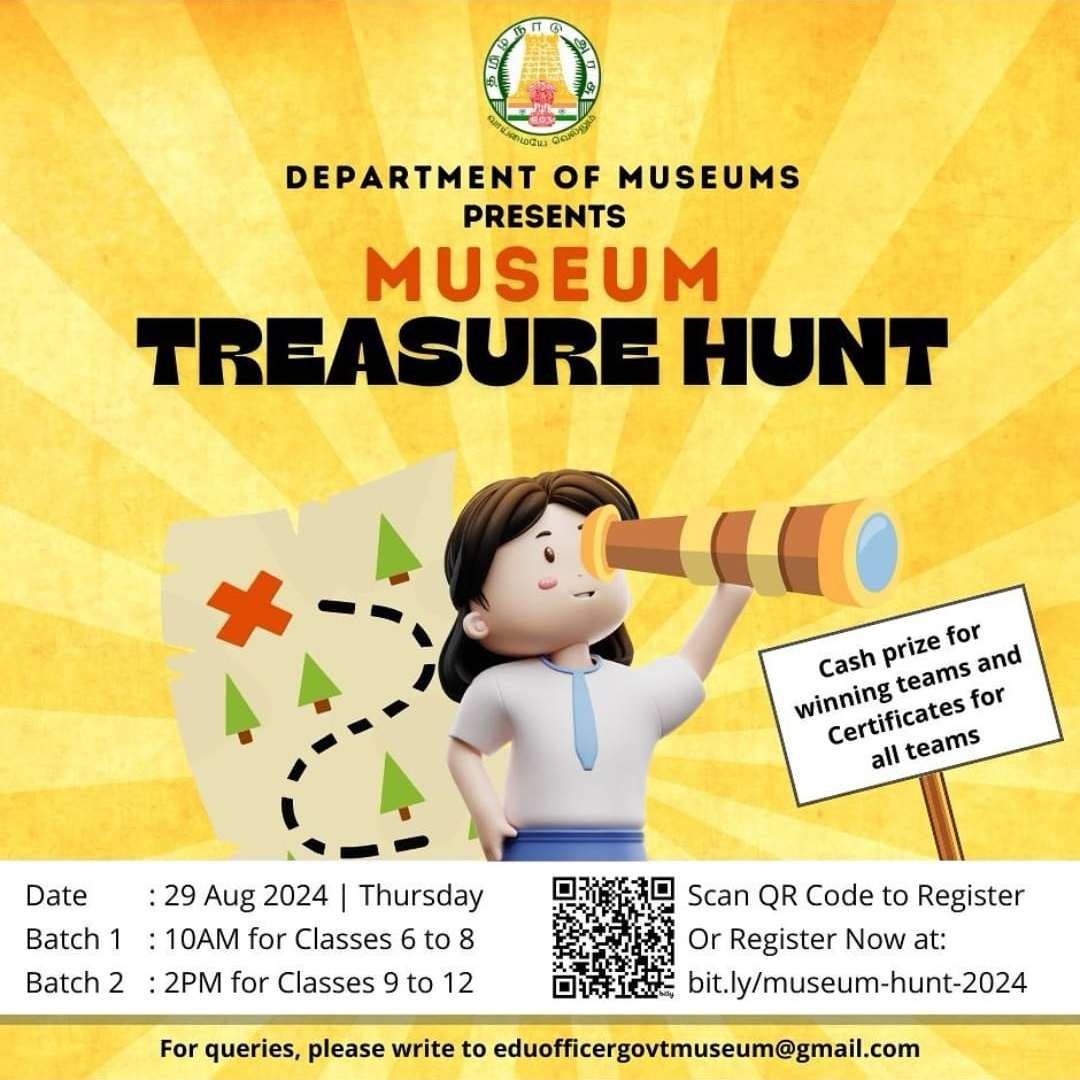 தமிழ்நாடு அரசு
வாய்மையே வெல்லும்
DEPARTMENT OF MUSEUMS
PRESENTS
MUSEUM
TREASURE HUNT
Cash prize for
winning teams and
Certificates for
all teams
Date : 29 Aug 2024 | Thursday
Batch 1 : 10AM for Classes 6 to 8
Batch 2 : 2PM for Classes 9 to 12
Scan QR Code to Register
Or Register Now at:
bit.ly/museum-hunt-2024
bitly
For queries, please write to eduofficergovtmuseum@gmail.com